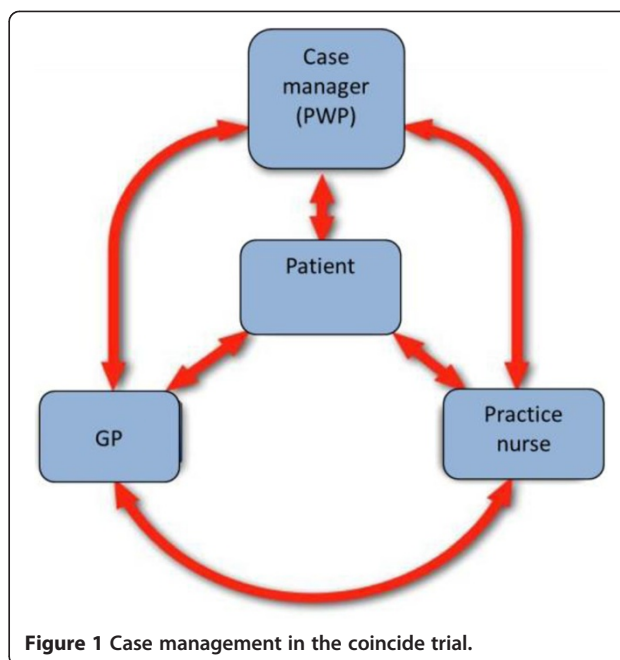 Case
manager
(PWP)
Patient
GP
Practice
nurse
Figure 1 Case management in the coincide trial.